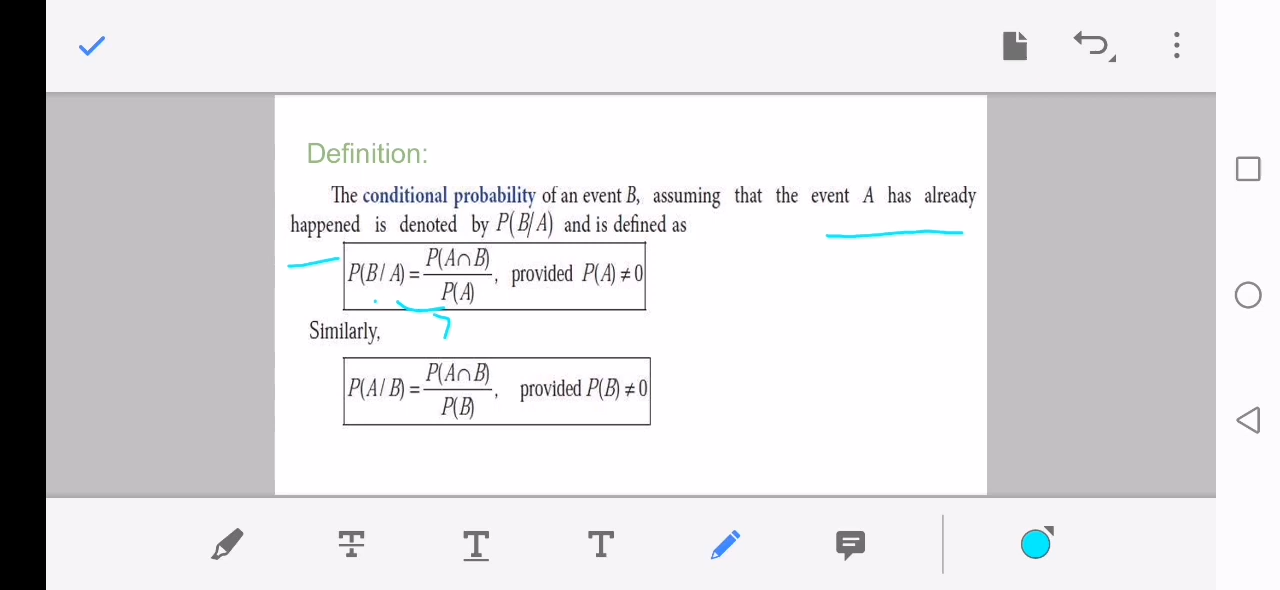 Definition:
The conditional probability of an event B, assuming that the event A has already
happened is denoted by P(B/A) and is defined as
P(B/A) = P(A∩B)/P(A), provided P(A) ≠ 0
Similarly,
P(A/B) = P(A∩B)/P(B), provided P(B) ≠ 0